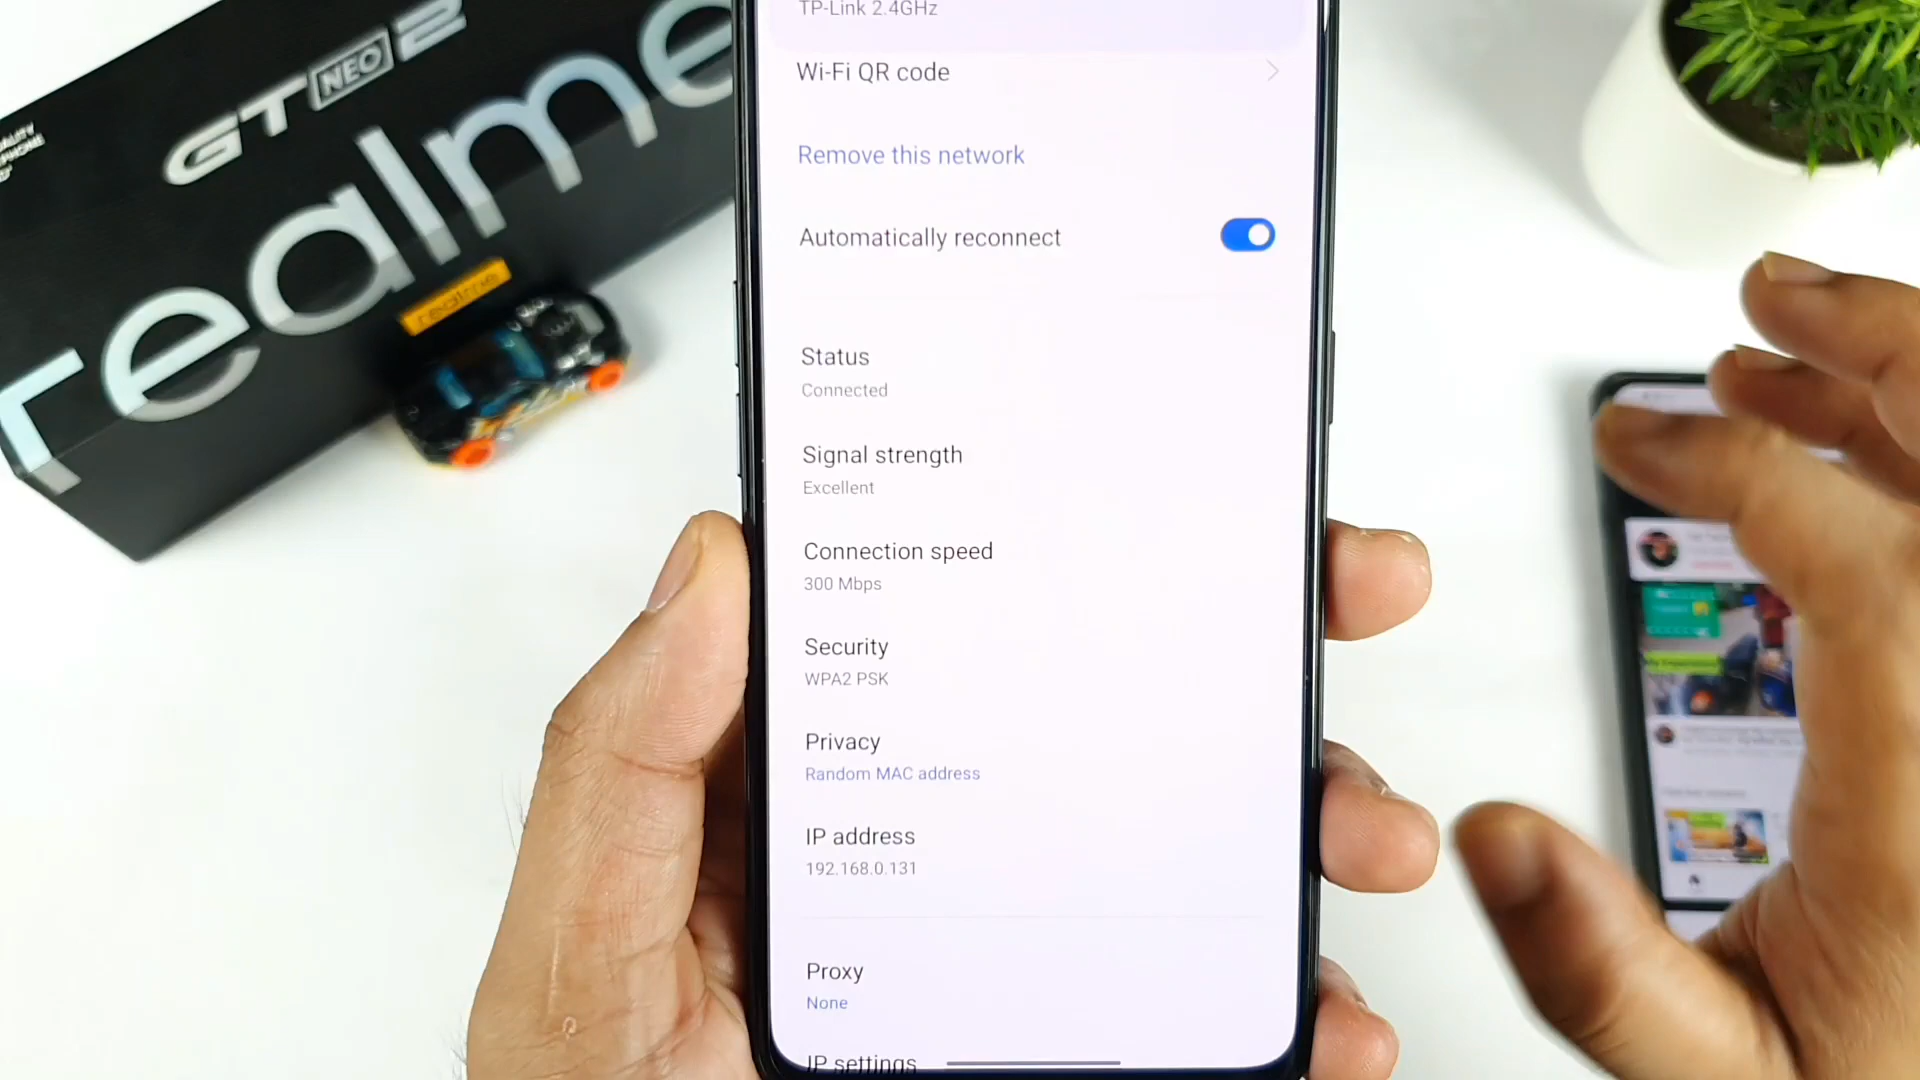 GT NEO 2
realme
realme
TP-Link 2.4GHz
Wi-Fi QR code
Remove this network
Automatically reconnect
Status
Connected
Signal strength
Excellent
Connection speed
300 Mbps
Security
WPA2 PSK
Privacy
Random MAC address
IP address
192.168.0.131
Proxy
None
IP settings